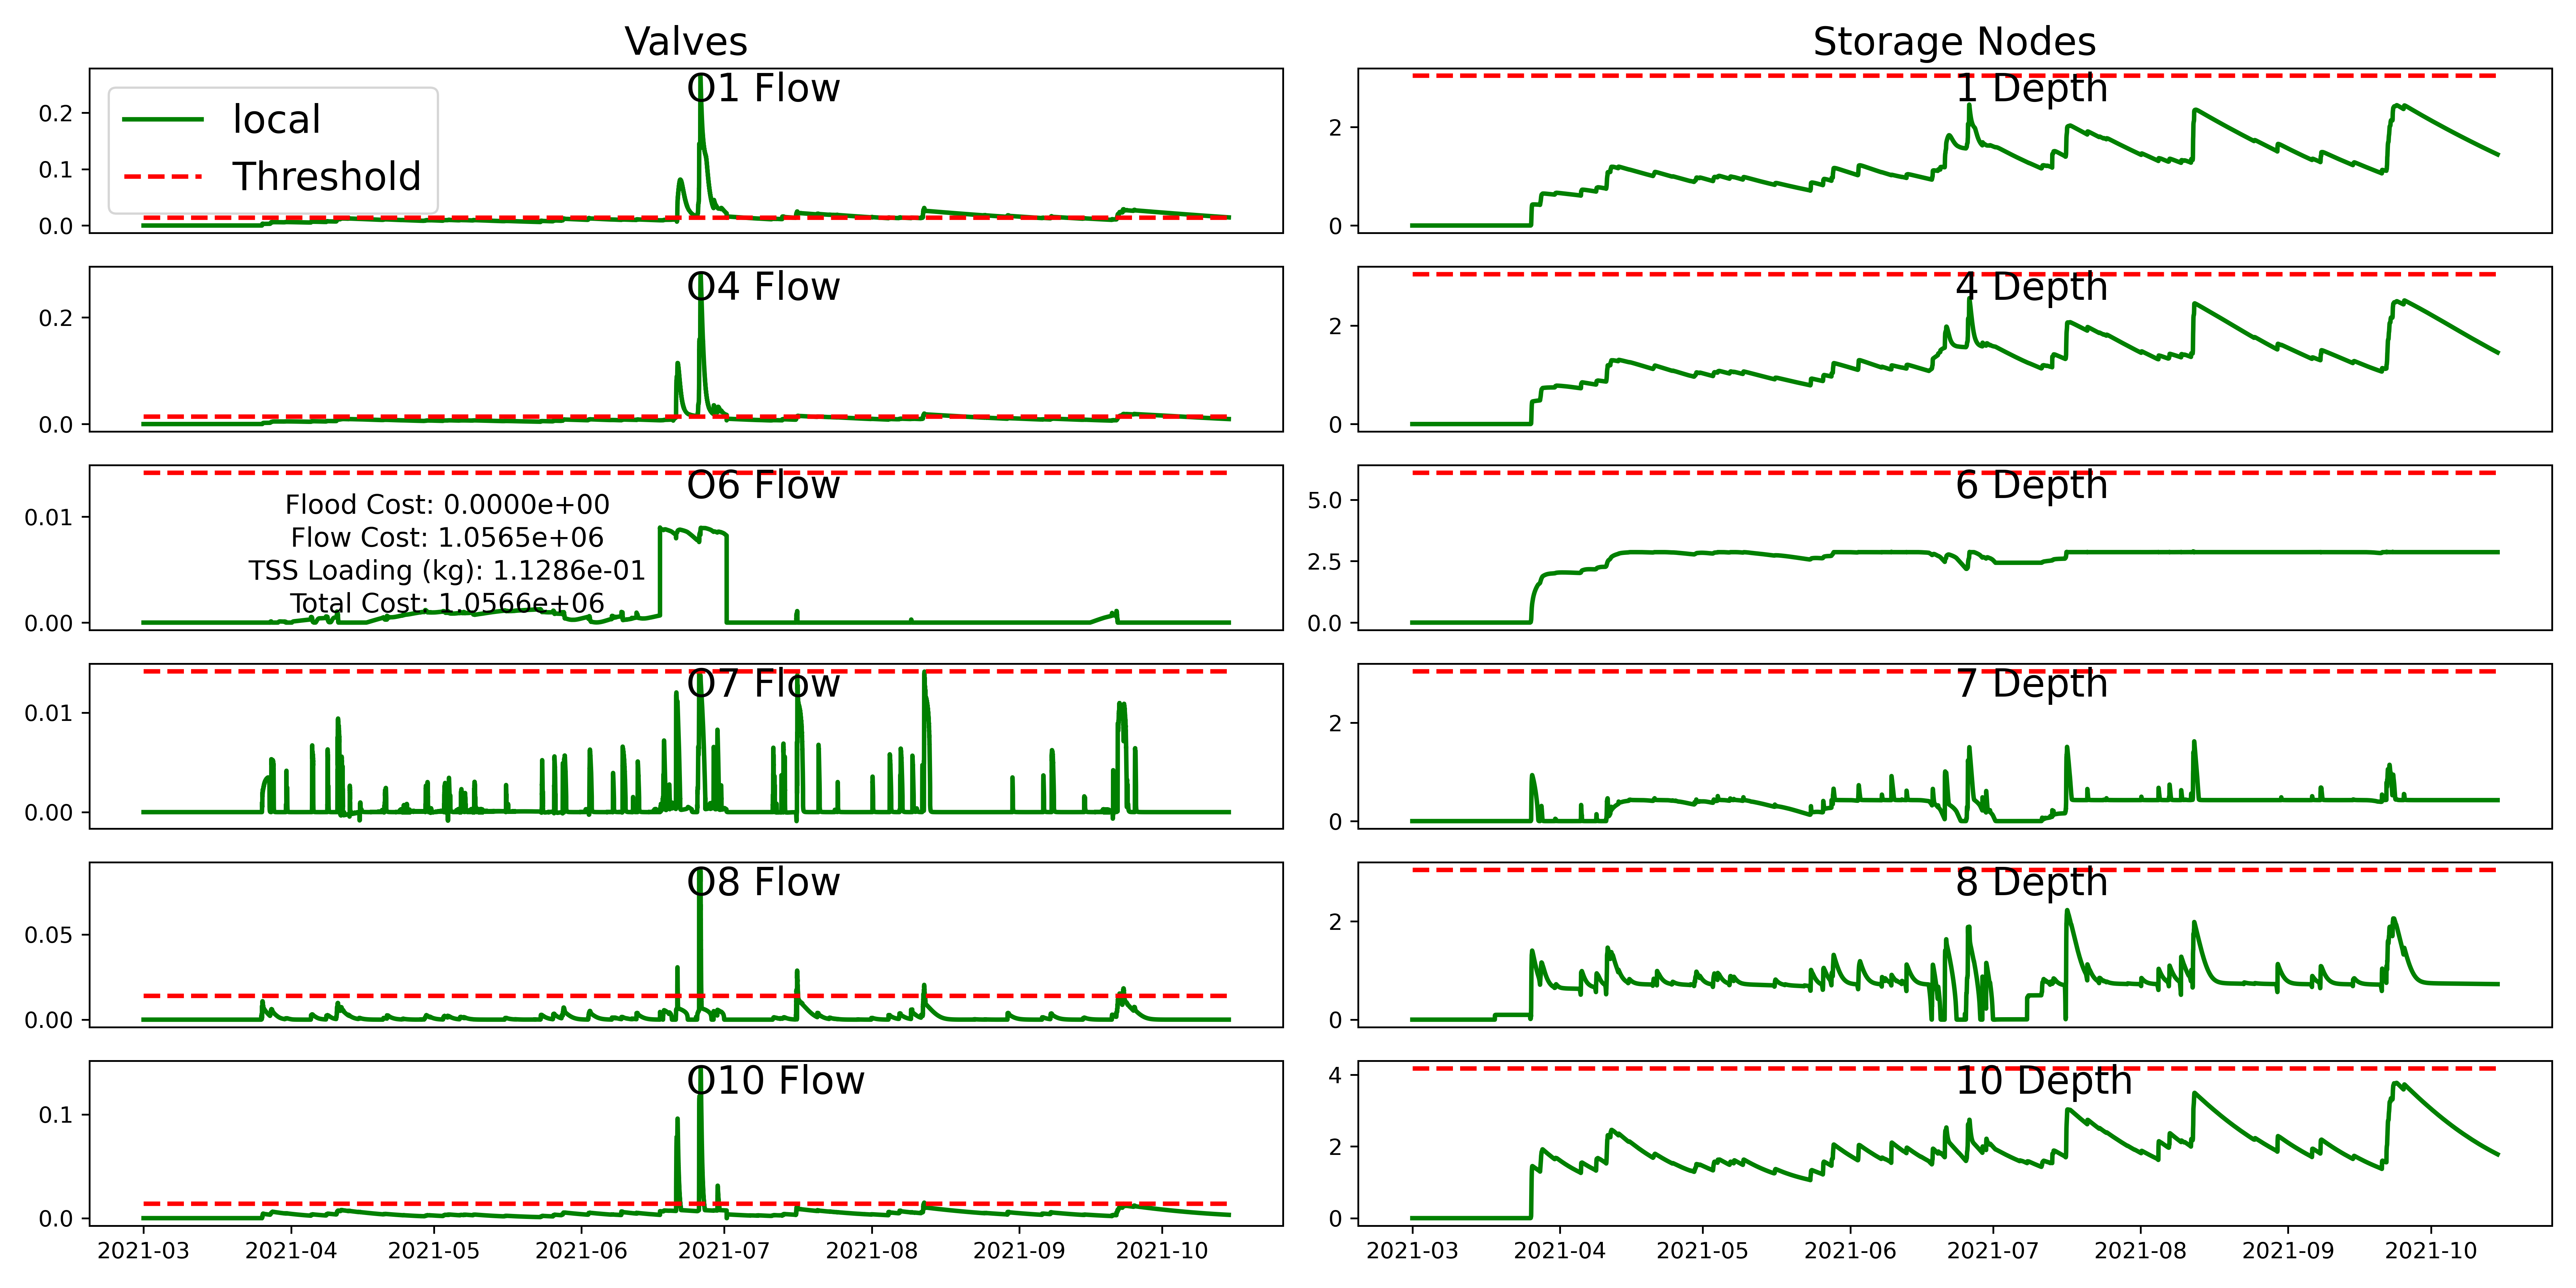 Valves
Storage Nodes
O1 Flow
local
Threshold
0.2
0.1
0.0
1 Depth
2
0
O4 Flow
0.2
0.0
4 Depth
2
0
O6 Flow
Flood Cost: 0.0000e+00
Flow Cost: 1.0565e+06
TSS Loading (kg): 1.1286e-01
Total Cost: 1.0566e+06
0.01
0.00
6 Depth
5.0
2.5
0.0
O7 Flow
0.01
0.00
7 Depth
2
0
O8 Flow
0.05
0.00
8 Depth
2
0
O10 Flow
0.1
0.0
10 Depth
4
2
0
2021-03 2021-04 2021-05 2021-06 2021-07 2021-08 2021-09 2021-10
2021-03 2021-04 2021-05 2021-06 2021-07 2021-08 2021-09 2021-10